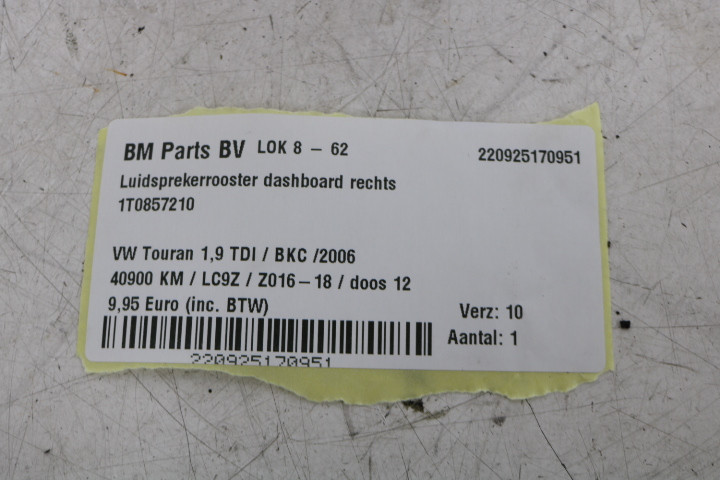 BM Parts BV LOK 8 - 62 220925170951
Luidsprekerrooster dashboard rechts
1T0857210
VW Touran 1,9 TDI / BKC /2006
40900 KM / LC9Z / Z016-18 / doos 12
9,95 Euro (inc. BTW) Verz: 10
Aantal: 1
220925170951